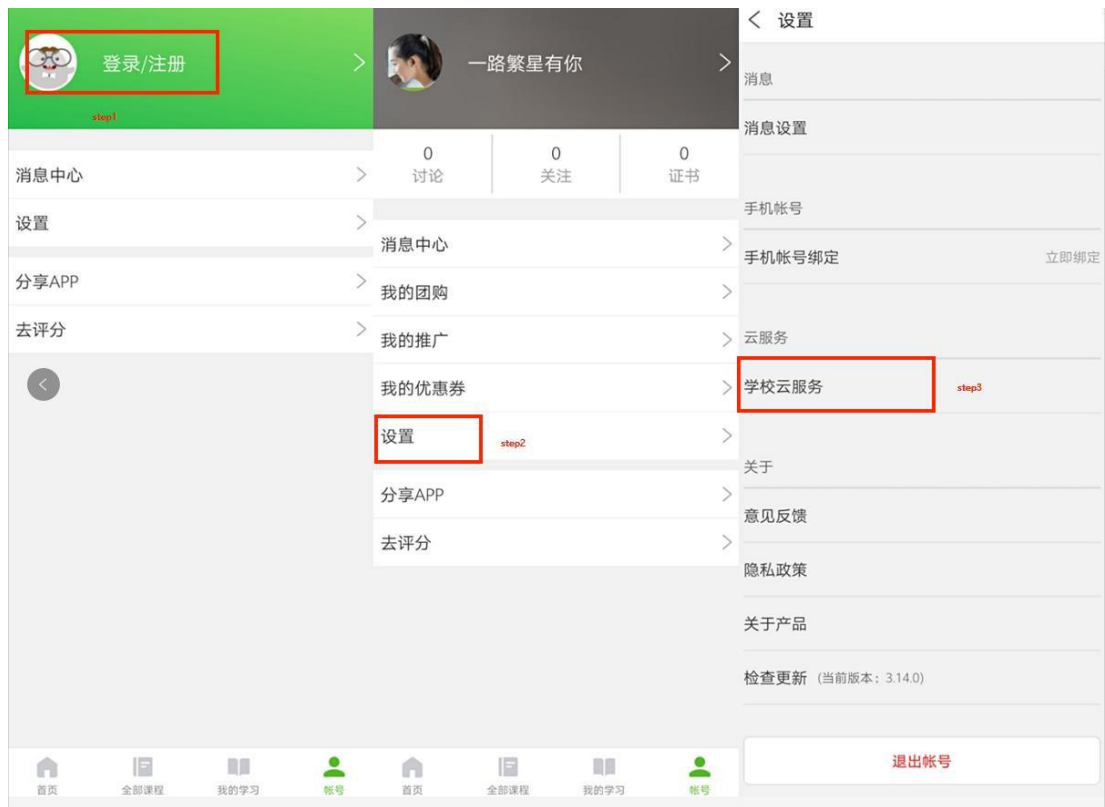 登录/注册
step1
消息中心
设置
分享APP
去评分
首页
全部课程
我的学习
帐号
一路繁星有你
0
讨论
0
关注
0
证书
消息中心
我的团购
我的推广
我的优惠券
设置
step2
分享APP
去评分
首页
全部课程
我的学习
帐号
设置
消息
消息设置
手机帐号
手机帐号绑定 立即绑定
云服务
学校云服务
step3
关于
意见反馈
隐私政策
关于产品
检查更新 (当前版本: 3.14.0)
退出帐号